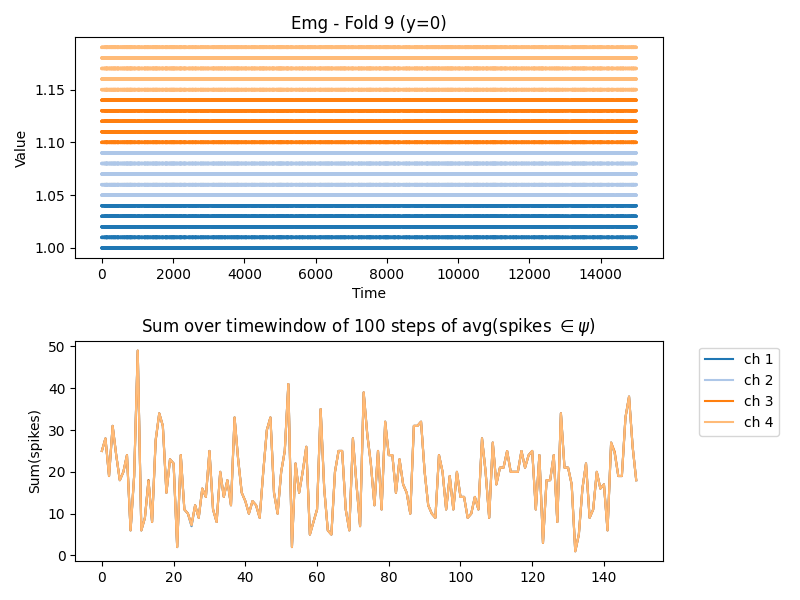 Emg - Fold 9 (y=0)
Value
1.15
1.10
1.05
1.00
0 2000 4000 6000 8000 10000 12000 14000
Time
Sum over timewindow of 100 steps of avg(spikes ∈ψ)
Sum(spikes)
50
40
30
20
10
0
0 20 40 60 80 100 120 140
ch 1
ch 2
ch 3
ch 4